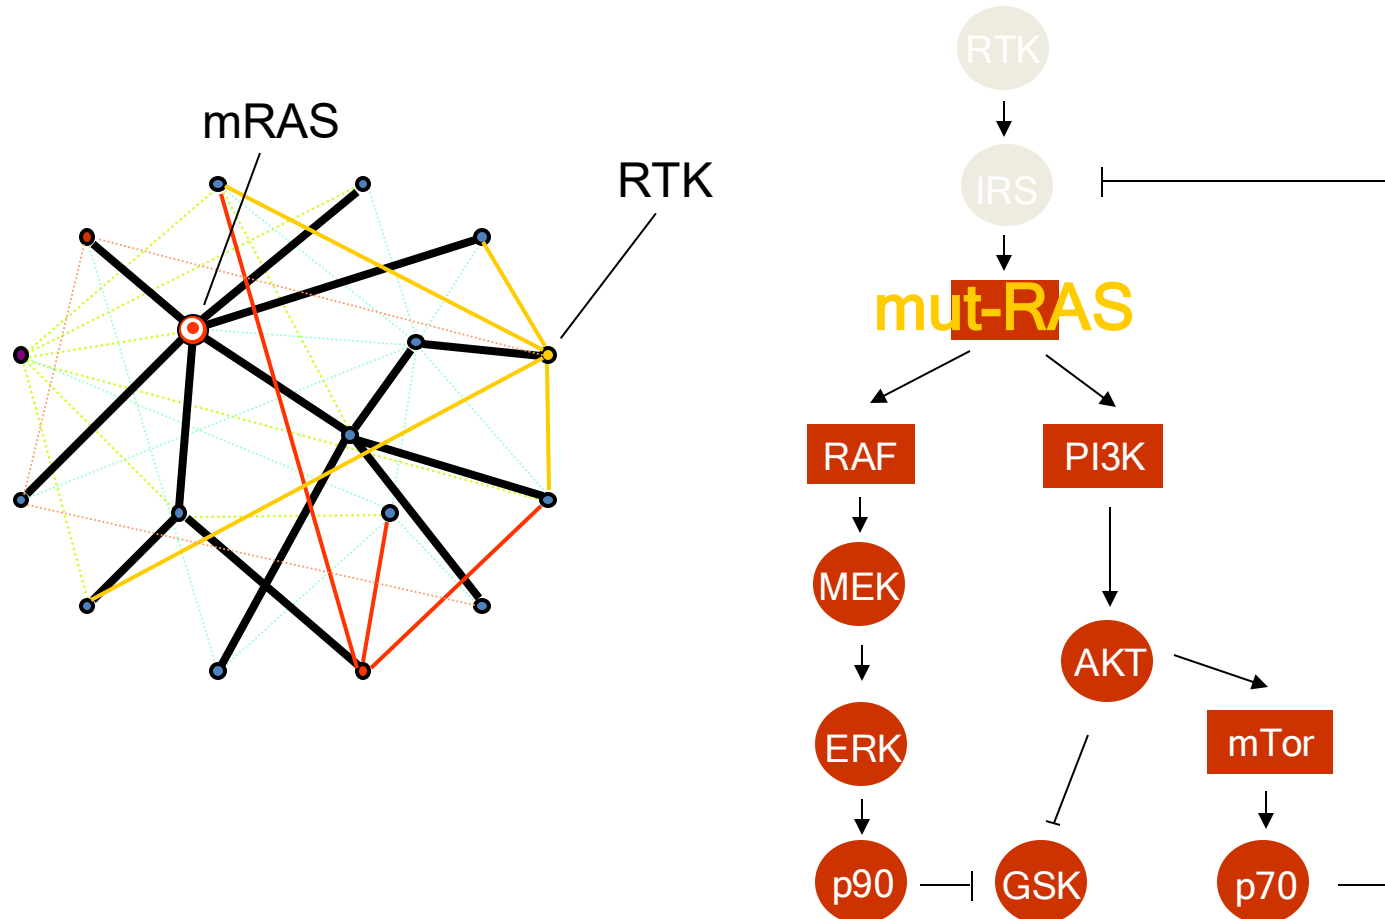 mRAS
RTK
RTK
IRS
mut-RAS
RAF
PI3K
MEK
AKT
ERK
mTor
p90
GSK
p70